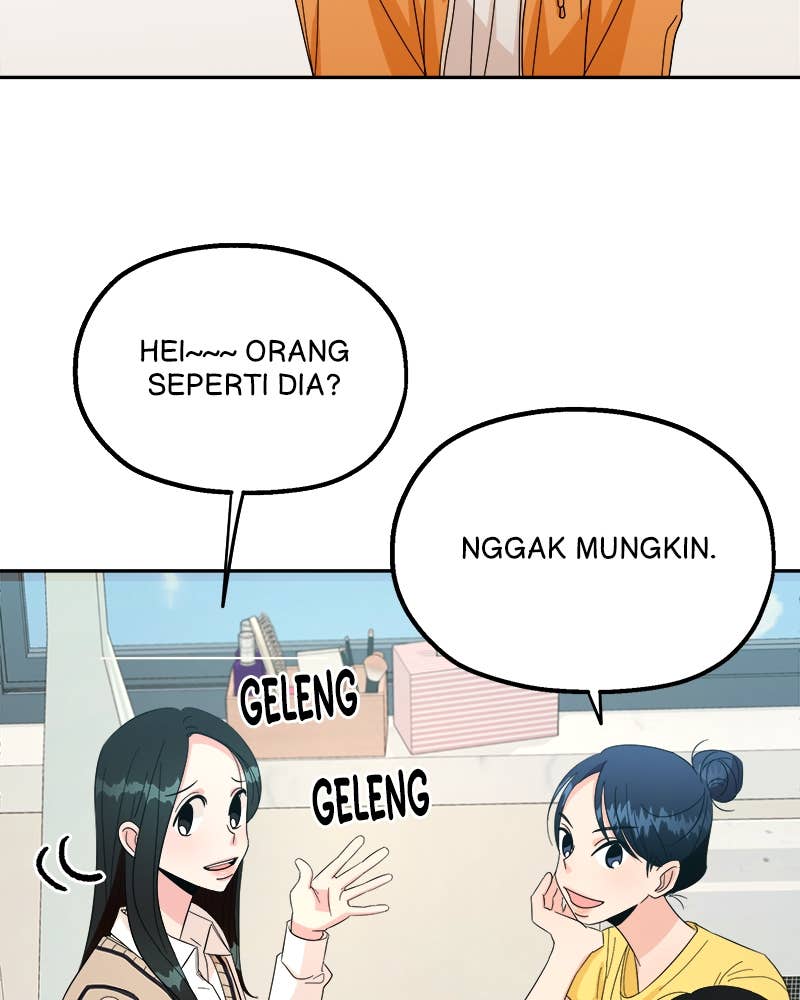 HEI~~~ ORANG
SEPERTI DIA?
NGGAK MUNGKIN.
GELENG
GELENG